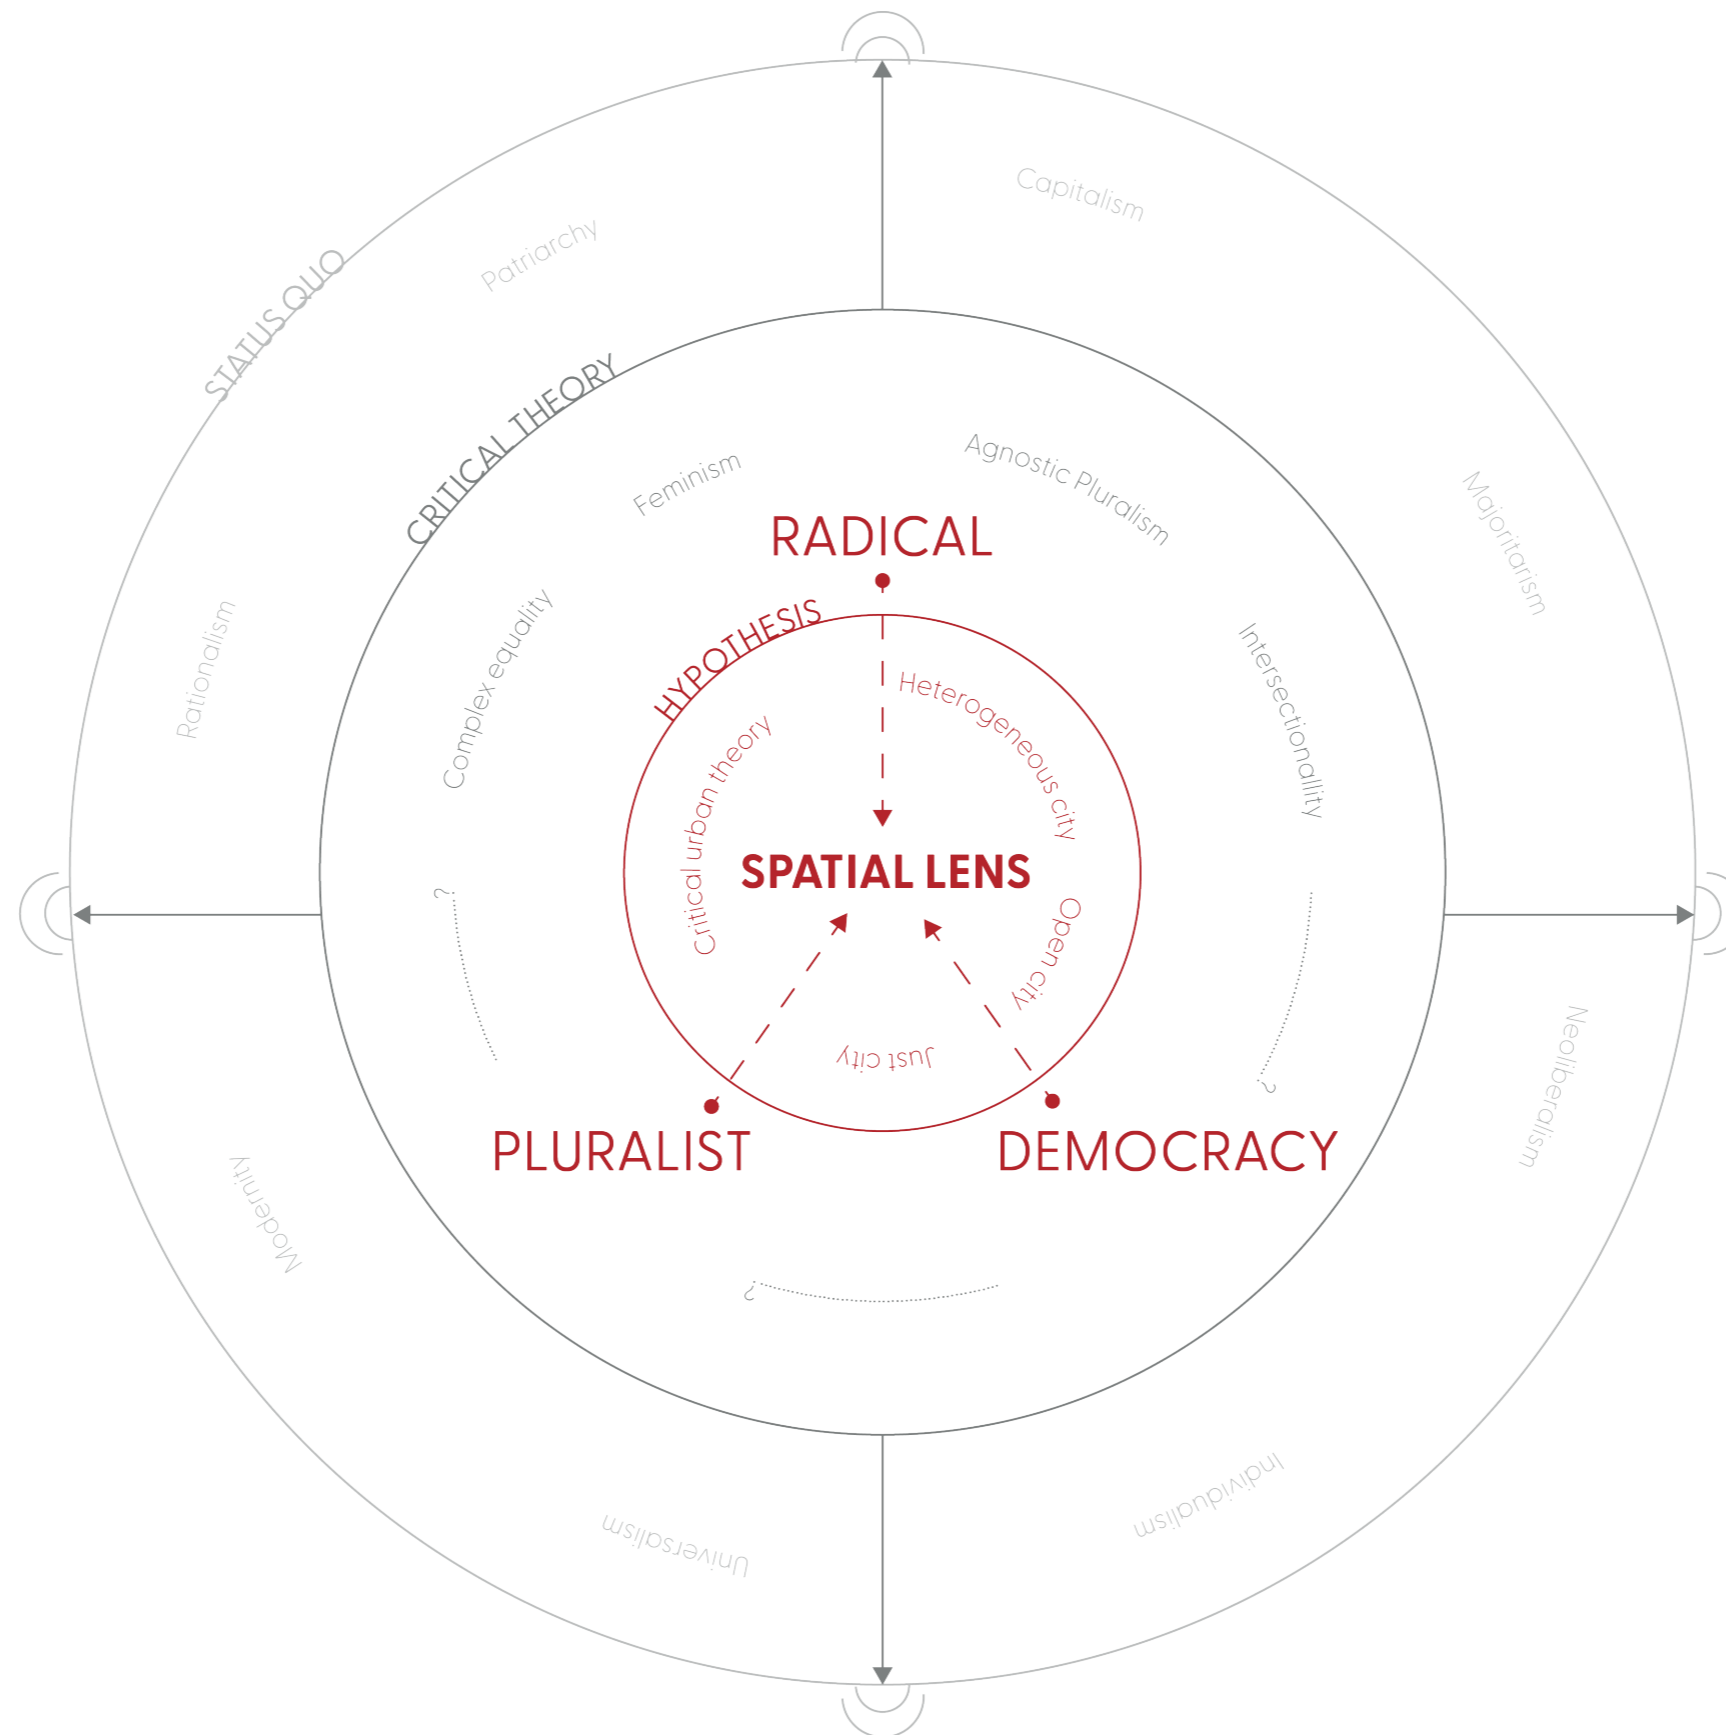 STATUS QUO
Patriarchy
Capitalism
Majoritarism
Neoliberalism
Individualism
Universalism
Modernity
Rationalism
CRITICAL THEORY
Feminism
Agnostic Pluralism
Intersectionallity
?
?
?
Complex equality
RADICAL
HYPOTHESIS
Heterogeneous city
Open city
Just city
Critical urban theory
SPATIAL LENS
PLURALIST
DEMOCRACY